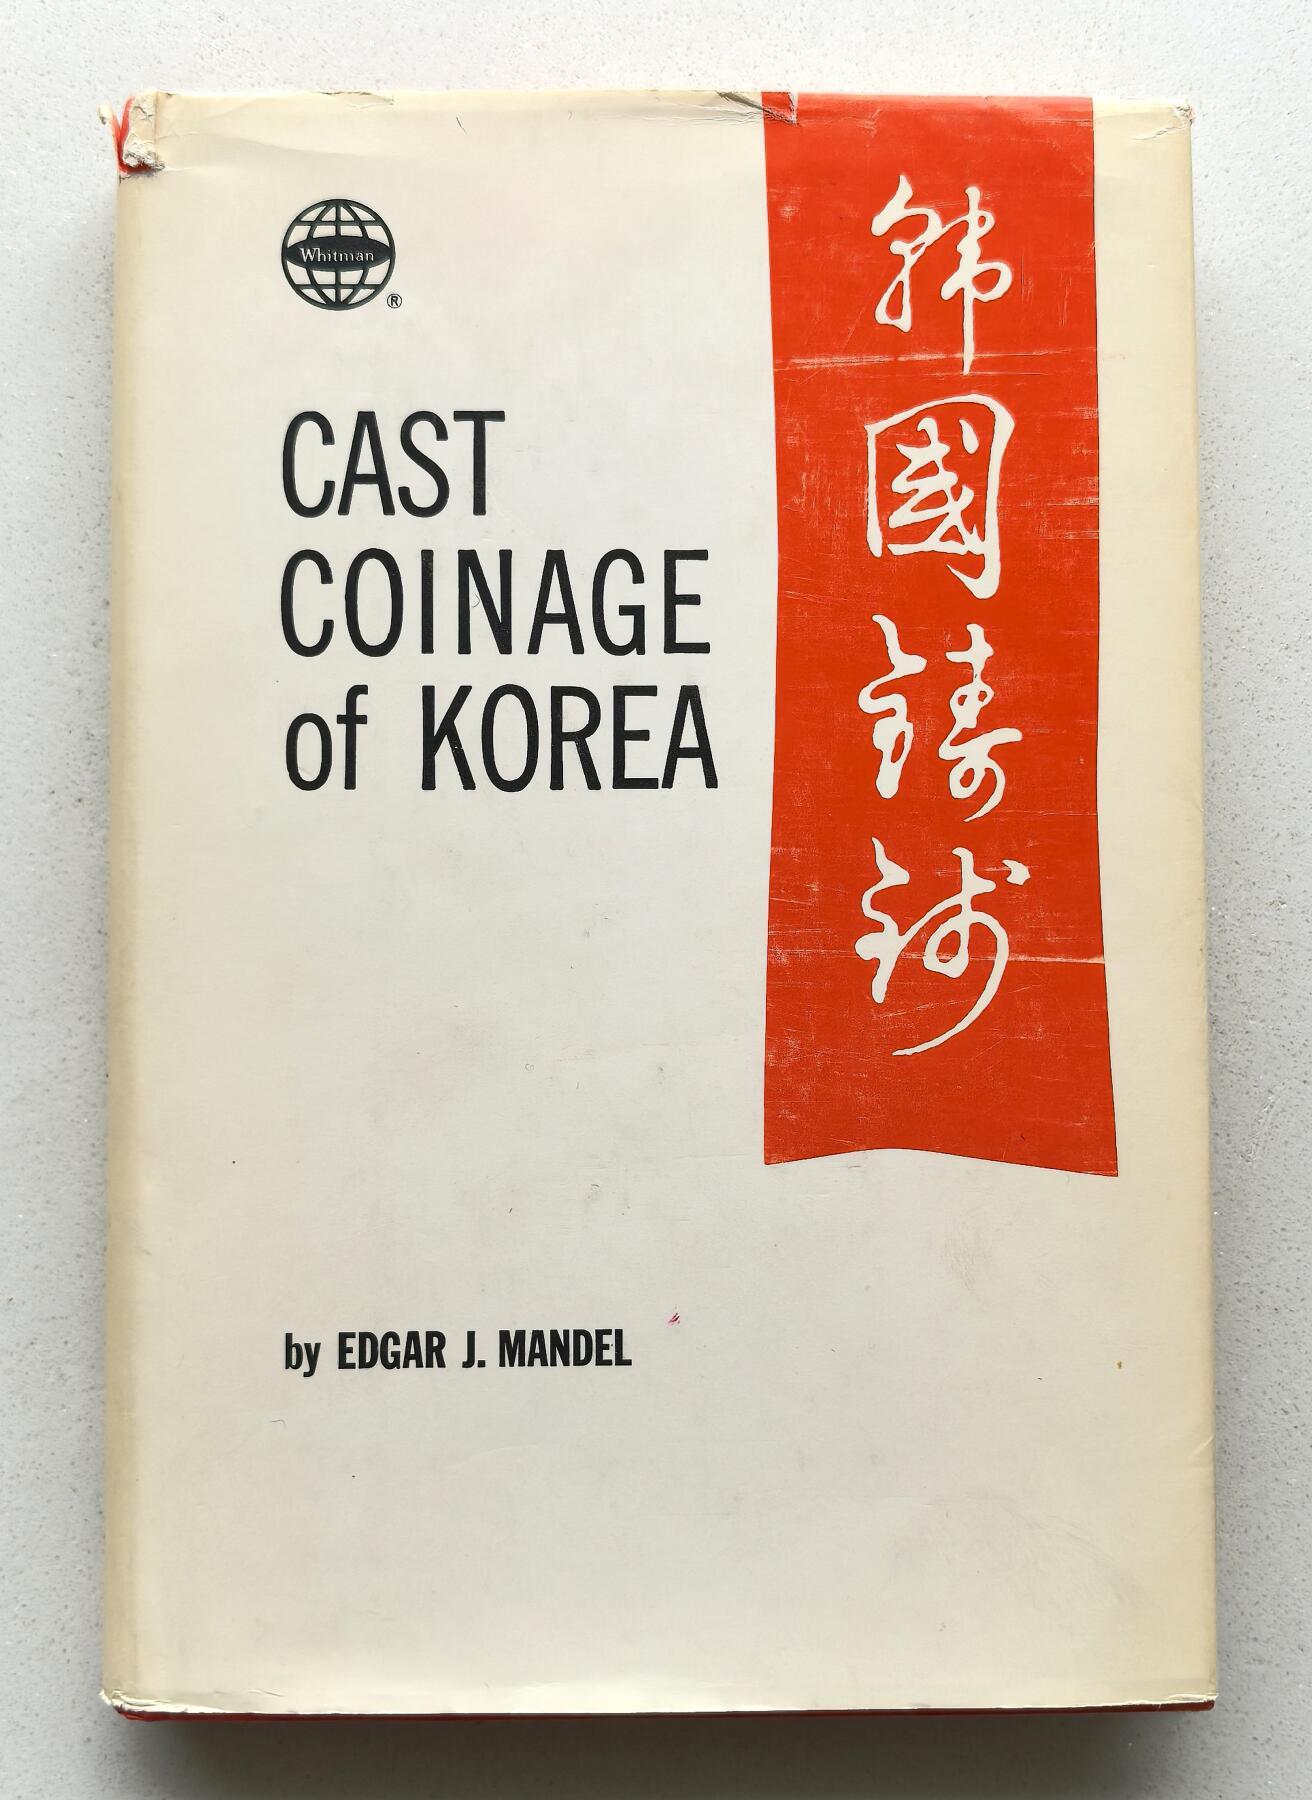 Whitman
®
CAST
COINAGE
of KOREA
by EDGAR J. MANDEL
韓國鑄錢